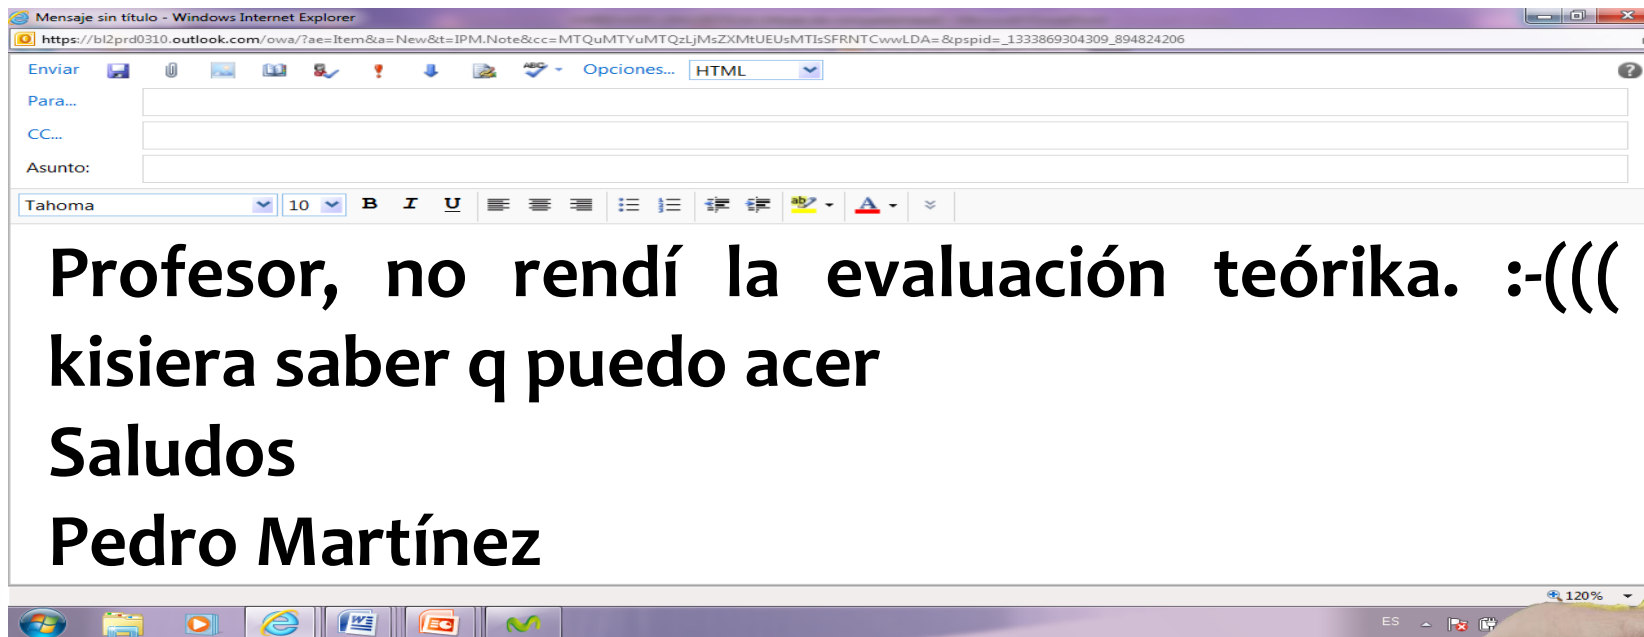 Mensaje sin título - Windows Internet Explorer
https://bl2prd0310.outlook.com/owa/?ae=Item&a=New&t=IPM.Note&cc=MTQuMTYuMTQzLjMsZXMtUEUsMTIsSFRNTCwwLDA=&pspid=_1333869304309_894824206
Enviar ABC Opciones... HTML
Para...
CC...
Asunto:
Tahoma 10 B I U ab A
Profesor, no rendí la evaluación teórika. :-(((
kisiera saber q puedo acer
Saludos
Pedro Martínez
120%
ES